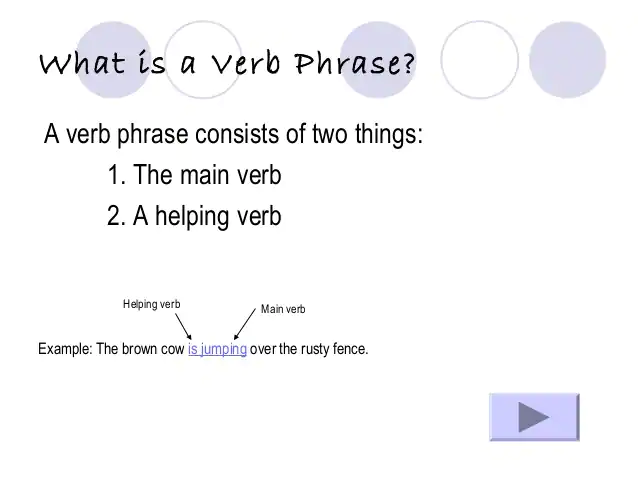 What is a Verb Phrase?
A verb phrase consists of two things:
1. The main verb
2. A helping verb
Helping verb
Main verb
Example: The brown cow is jumping over the rusty fence.